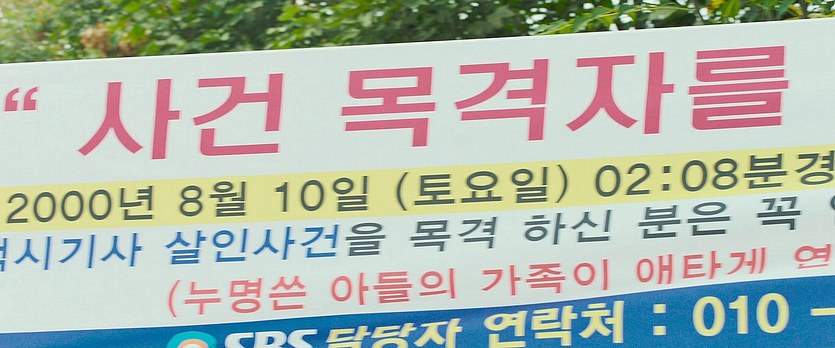 “ 사건 목격자를
2000년 8월 10일 (토요일) 02:08분경
택시기사 살인사건을 목격 하신 분은 꼭
(누명쓴 아들의 가족이 애타게 연
SBS 담당자 연락처 : 010 -